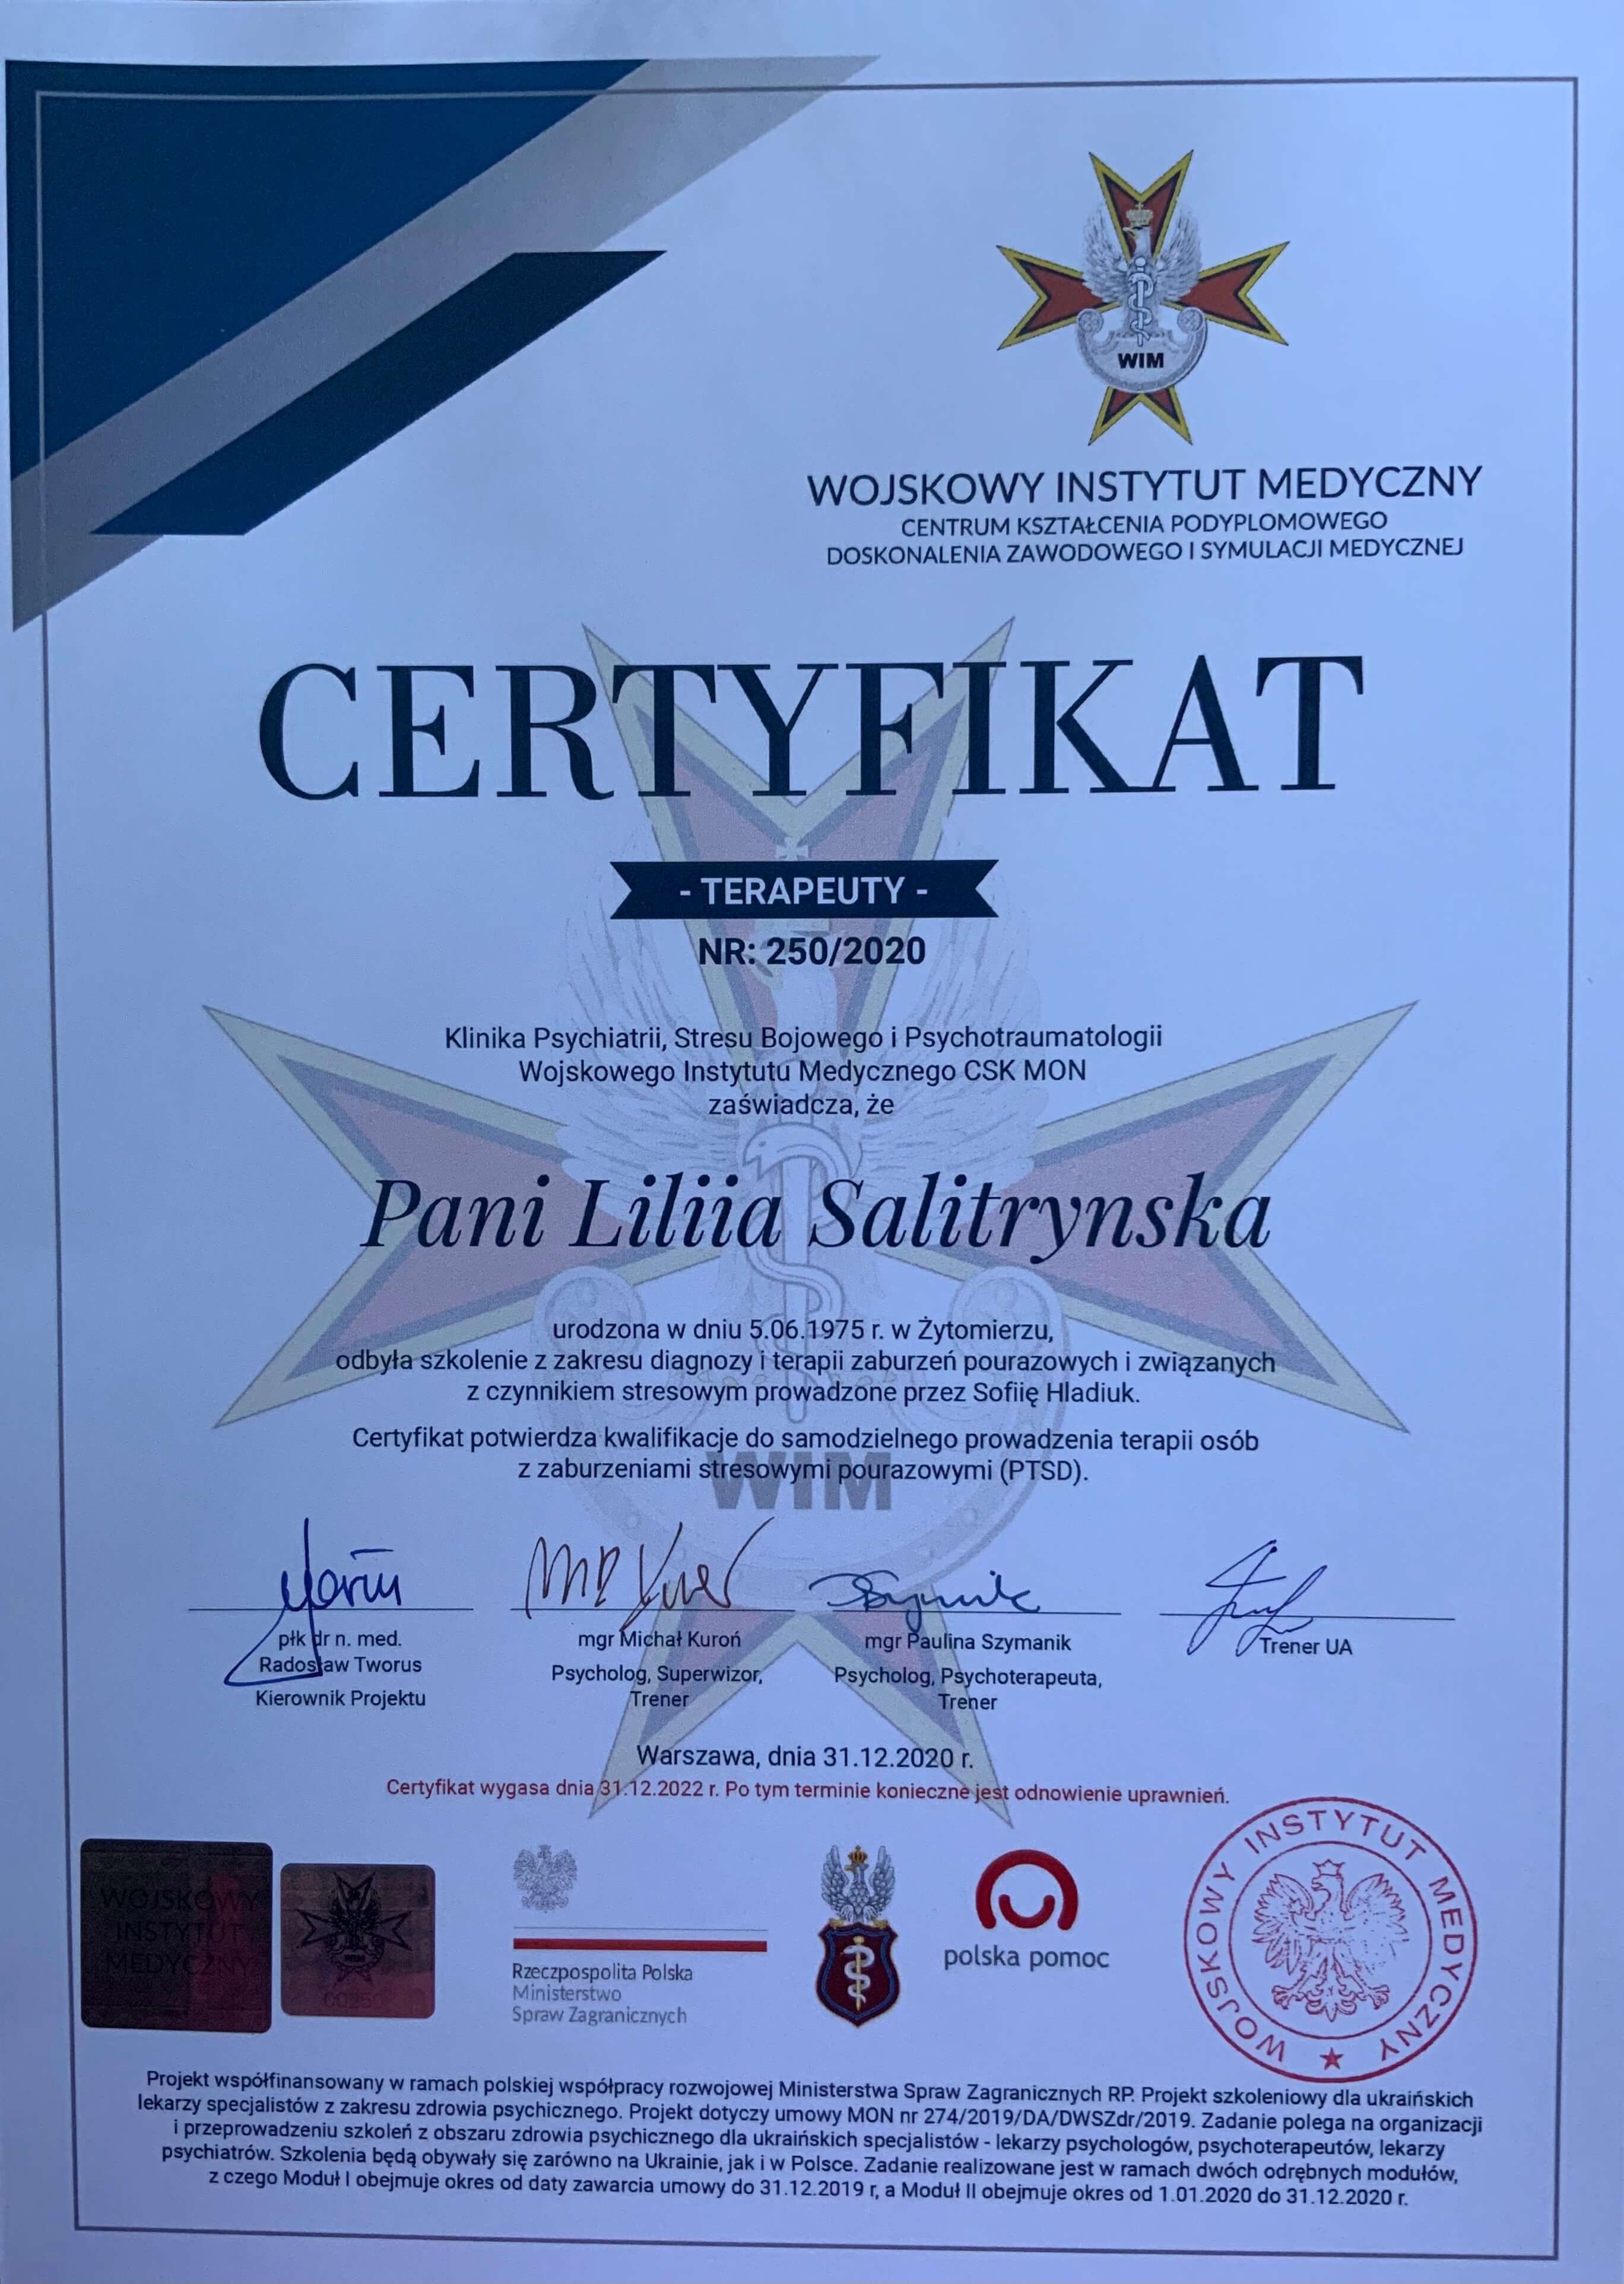 WIM
WOJSKOWY INSTYTUT MEDYCZNY
CENTRUM KSZTAŁCENIA PODYPLOMOWEGO
DOSKONALENIA ZAWODOWEGO I SYMULACJI MEDYCZNEJ
CERTYFIKAT
- TERAPEUTY -
NR: 250/2020
Klinika Psychiatrii, Stresu Bojowego i Psychotraumatologii
Wojskowego Instytutu Medycznego CSK MON
zaświadcza, że
Pani Liliia Salitrynska
urodzona w dniu 5.06.1975 r. w Żytomierzu,
odbyła szkolenie z zakresu diagnozy i terapii zaburzeń pourazowych i związanych
z czynnikiem stresowym prowadzone przez Sofiię Hladiuk.
Certyfikat potwierdza kwalifikacje do samodzielnego prowadzenia terapii osób
z zaburzeniami stresowymi pourazowymi (PTSD).
WIM
płk dr n. med.
Radosław Tworus
Kierownik Projektu
mgr Michał Kuroń
Psycholog, Superwizor,
Trener
mgr Paulina Szymanik
Psycholog, Psychoterapeuta,
Trener
Trener UA
Warszawa, dnia 31.12.2020 r.
Certyfikat wygasa dnia 31.12.2022 r. Po tym terminie konieczne jest odnowienie uprawnień.
WOJSKOWY
INSTYTUT
MEDYCZNY
Rzeczpospolita Polska
Ministerstwo
Spraw Zagranicznych
polska pomoc
WOJSKOWY INSTYTUT MEDYCZNY
Projekt współfinansowany w ramach polskiej współpracy rozwojowej Ministerstwa Spraw Zagranicznych RP. Projekt szkoleniowy dla ukraińskich
lekarzy specjalistów z zakresu zdrowia psychicznego. Projekt dotyczy umowy MON nr 274/2019/DA/DWSZdr/2019. Zadanie polega na organizacji
i przeprowadzeniu szkoleń z obszaru zdrowia psychicznego dla ukraińskich specjalistów - lekarzy psychologów, psychoterapeutów, lekarzy
psychiatrów. Szkolenia będą obywały się zarówno na Ukrainie, jak i w Polsce. Zadanie realizowane jest w ramach dwóch odrębnych modułów,
z czego Moduł I obejmuje okres od daty zawarcia umowy do 31.12.2019 r, a Moduł II obejmuje okres od 1.01.2020 do 31.12.2020 r.